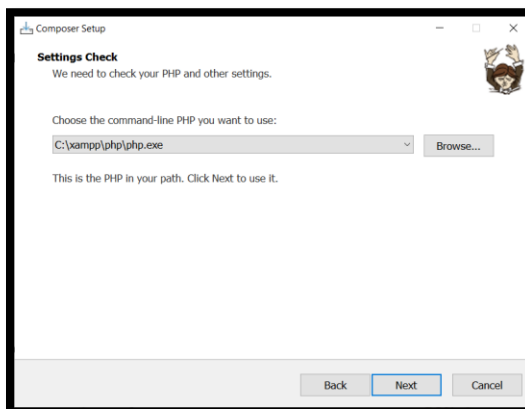 Composer Setup
Settings Check
We need to check your PHP and other settings.
Choose the command-line PHP you want to use:
C:\xampp\php\php.exe
Browse...
This is the PHP in your path. Click Next to use it.
Back
Next
Cancel